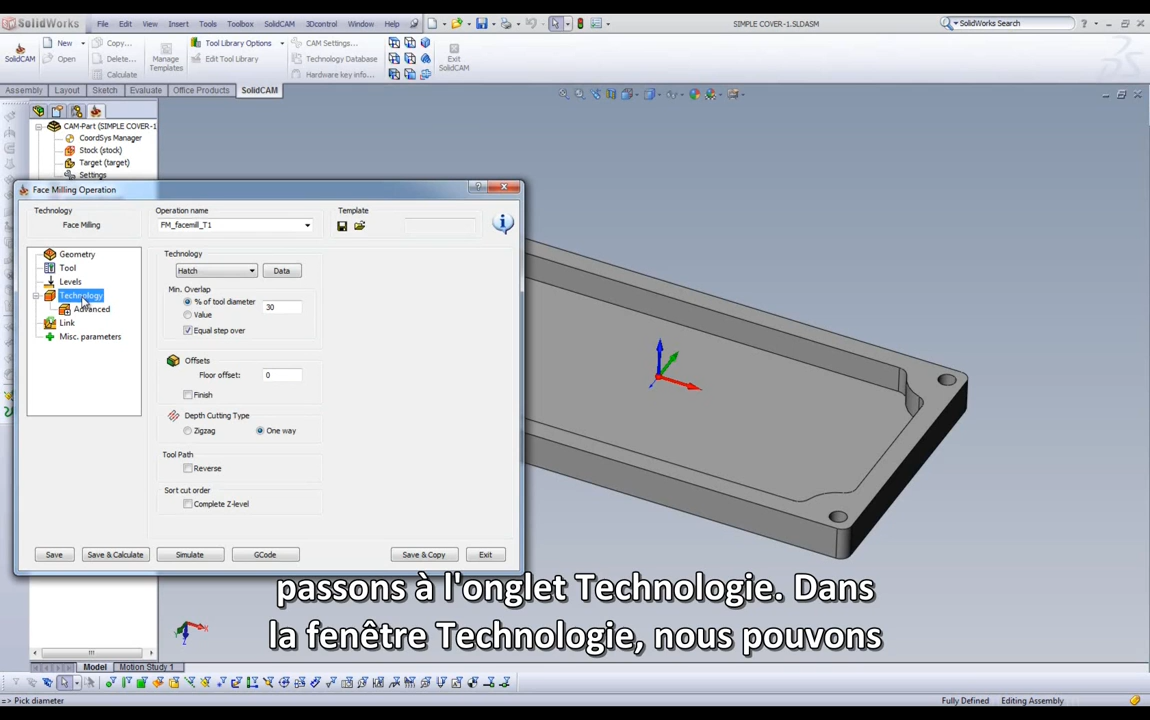 SolidWorks File Edit View Insert Tools Toolbox SolidCAM 3Dcontrol Window Help SIMPLE COVER-1.SLDASM SolidWorks Search
SolidCAM New Copy... Manage Templates Tool Library Options CAM Settings... Exit SolidCAM
Open Delete... Edit Tool Library Technology Database
Calculate Hardware key info...
Assembly Layout Sketch Evaluate Office Products SolidCAM
CAM-Part (SIMPLE COVER-1
CoordSys Manager
Stock (stock)
Target (target)
Settings
Face Milling Operation
Technology Operation name Template
Face Milling FM_facemill_T1
Geometry
Tool
Levels
Technology
Advanced
Link
Misc. parameters
Technology
Hatch Data
Min. Overlap
% of tool diameter 30
Value
Equal step over
Offsets
Floor offset: 0
Finish
Depth Cutting Type
Zigzag One way
Tool Path
Reverse
Sort cut order
Complete Z-level
Save Save & Calculate Simulate GCode Save & Copy Exit
passons à l'onglet Technologie. Dans
la fenêtre Technologie, nous pouvons
Model Motion Study 1
=> Pick diameter Fully Defined Editing Assembly